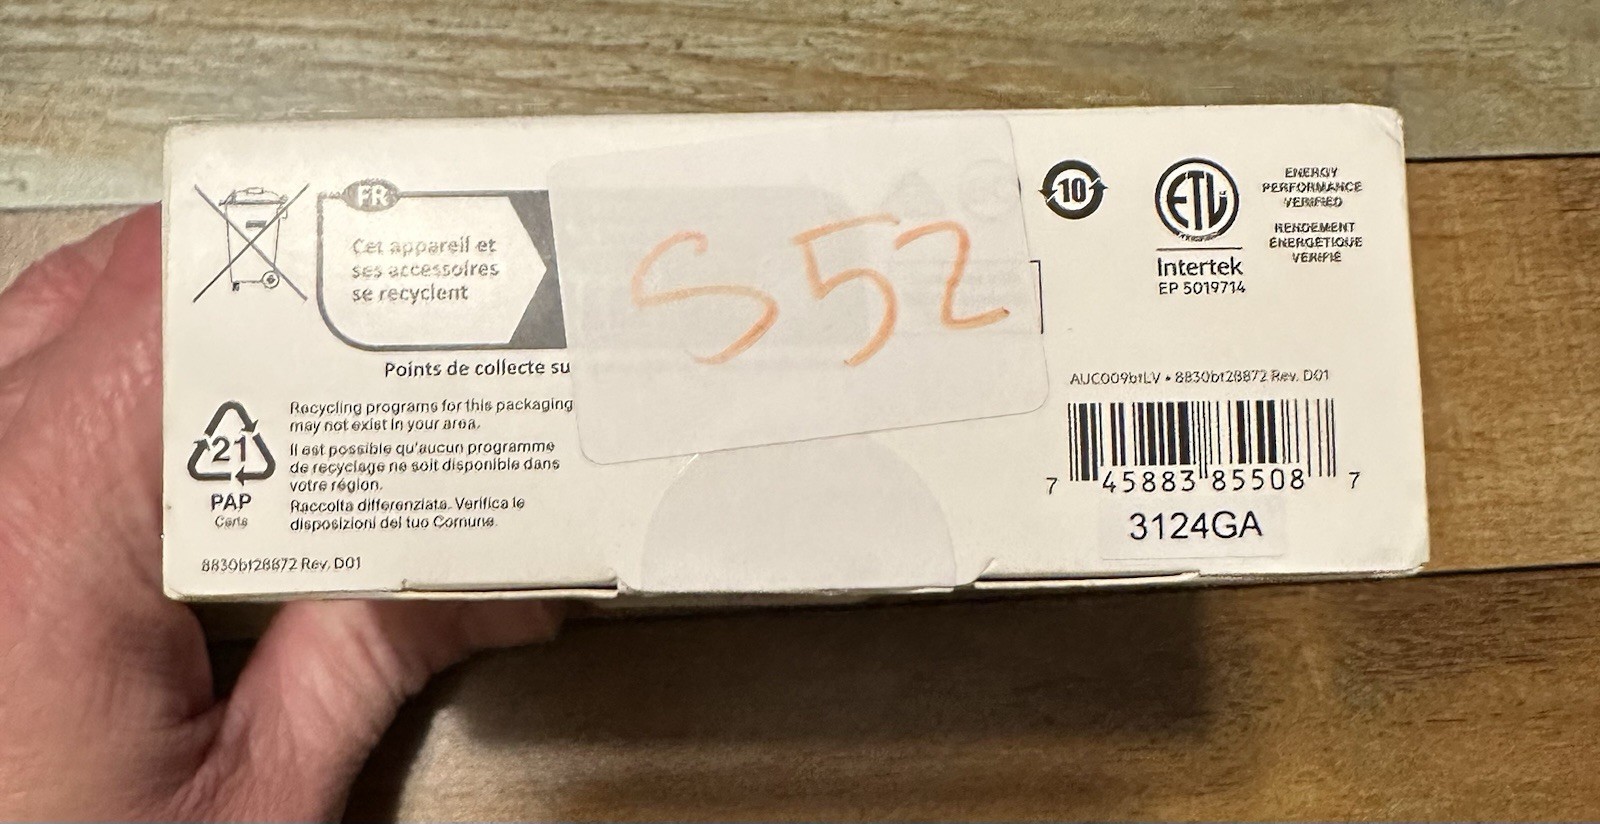 FR
Cet appareil et
ses accessoires
se recyclent
Points de collecte su
21
PAP
Carta
Recycling programs for this packaging
may not exist in your area.
Il est possible qu'aucun programme
de recyclage ne soit disponible dans
votre région.
Raccolta differenziata. Verifica le
disposizioni del tuo Comune.
8830bt28872 Rev. D01
S52
10
ETL
Intertek
EP 5019714
ENERGY
PERFORMANCE
VERIFIED
RENDEMENT
ÉNERGÉTIQUE
VÉRIFIÉ
AUC009btLV • 8830bt28872 Rev. D01
7 45883 85508 7
3124GA